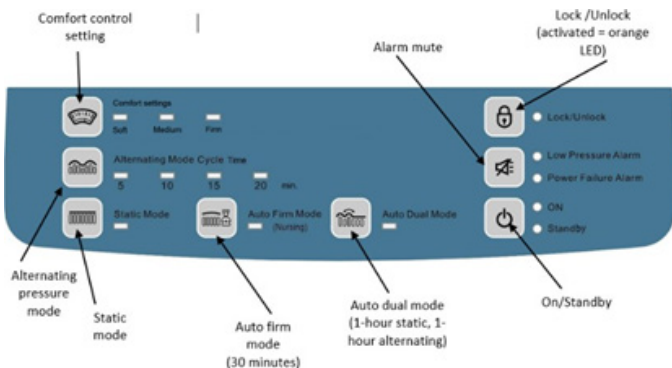 Comfort control
setting
Lock /Unlock
(activated = orange
LED)
Alarm mute
Comfort settings
Soft Medium Firm
Lock/Unlock
Alternating Mode Cycle Time
5 10 15 20 min.
Low Pressure Alarm
Power Failure Alarm
Static Mode
Auto Firm Mode
(Nursing)
Auto Dual Mode
ON
Standby
Alternating
pressure
mode
Static
mode
Auto firm
mode
(30 minutes)
Auto dual mode
(1-hour static, 1-
hour alternating)
On/Standby